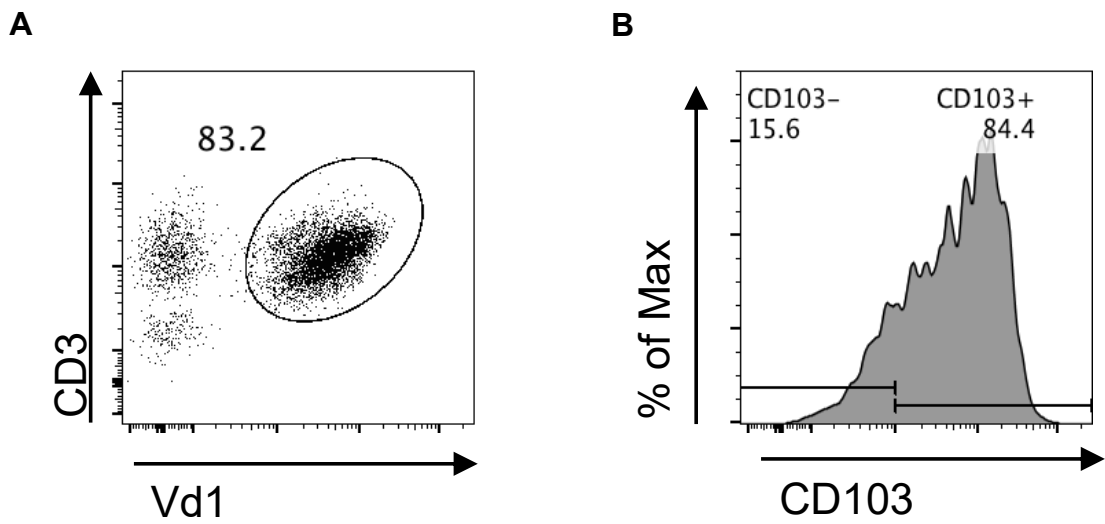 A
83.2
CD3
Vd1
B
CD103– CD103+
15.6 84.4
% of Max
CD103